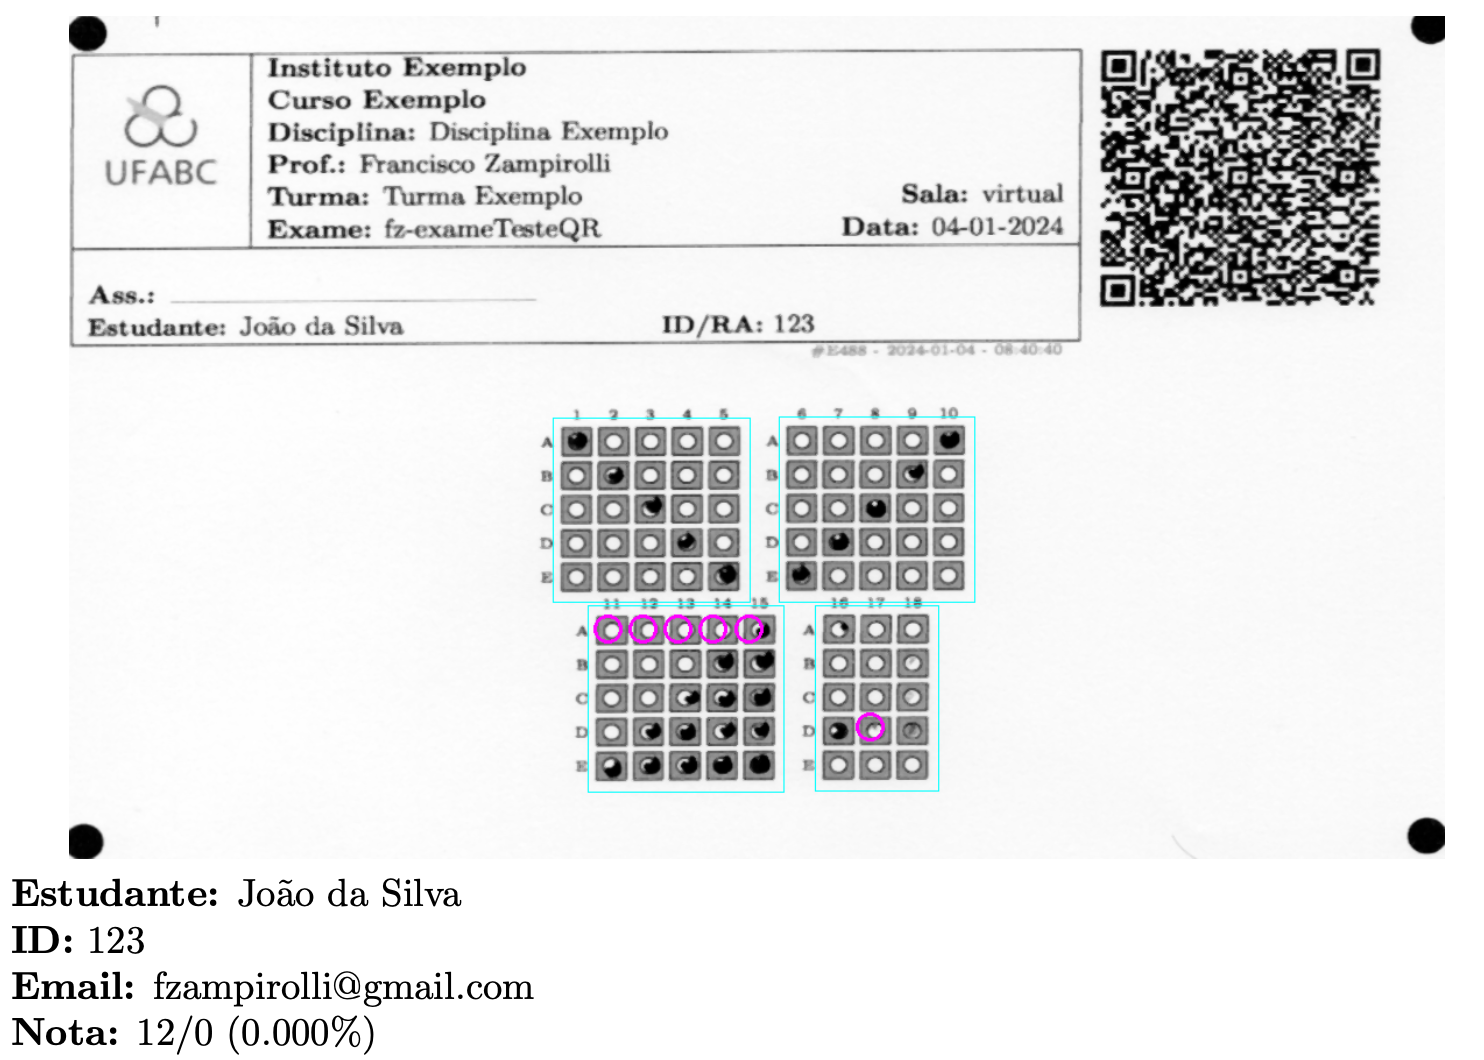 UFABC
Instituto Exemplo
Curso Exemplo
Disciplina: Disciplina Exemplo
Prof.: Francisco Zampirolli
Turma: Turma Exemplo
Sala: virtual
Exame: fz-exameTesteQR
Data: 04-01-2024
Ass.:
Estudante: João da Silva
ID/RA: 123
#E488 - 2024-01-04 - 08:40:40
1 2 3 4 5
A
B
C
D
E
6 7 8 9 10
A
B
C
D
E
11 12 13 14 15
A
B
C
D
E
16 17 18
A
B
C
D
E
Estudante: João da Silva
ID: 123
Email: fzampirolli@gmail.com
Nota: 12/0 (0.000%)